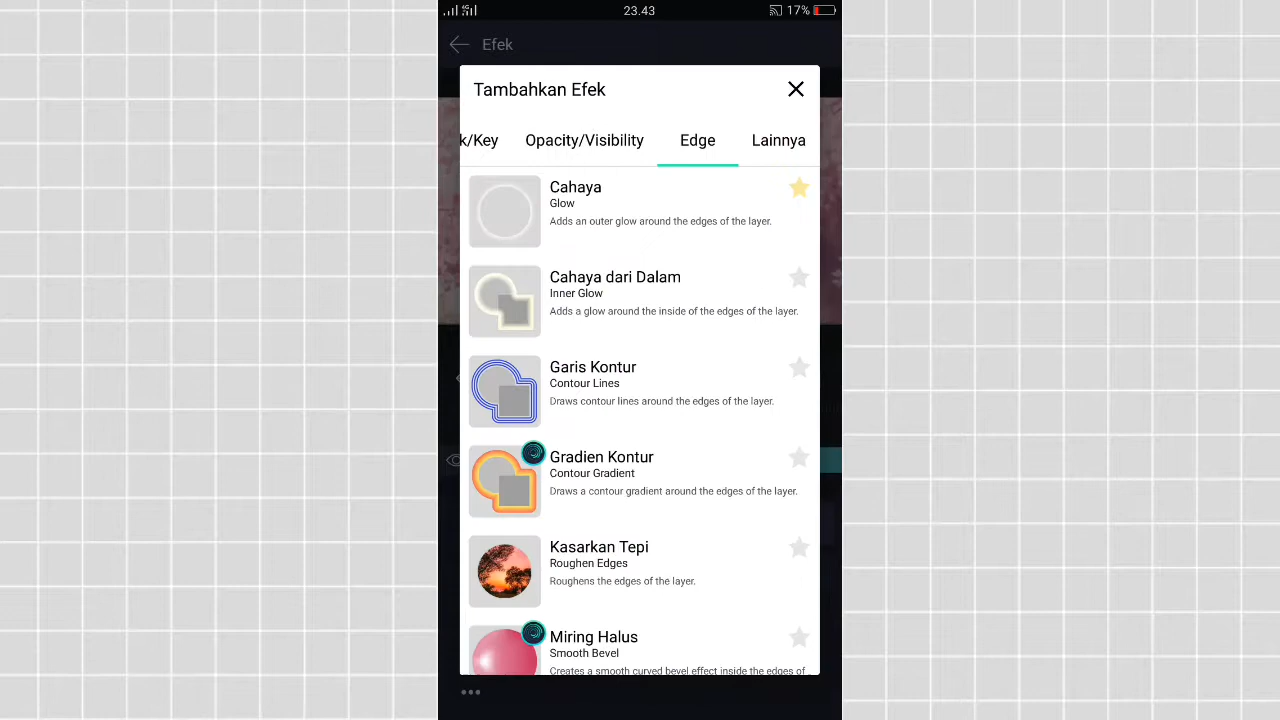 23.43
17%
Efek
Tambahkan Efek
k/Key
Opacity/Visibility
Edge
Lainnya
Cahaya
Glow
Adds an outer glow around the edges of the layer.
Cahaya dari Dalam
Inner Glow
Adds a glow around the inside of the edges of the layer.
Garis Kontur
Contour Lines
Draws contour lines around the edges of the layer.
Gradien Kontur
Contour Gradient
Draws a contour gradient around the edges of the layer.
Kasarkan Tepi
Roughen Edges
Roughens the edges of the layer.
Miring Halus
Smooth Bevel
Creates a smooth curved bevel effect inside the edges of